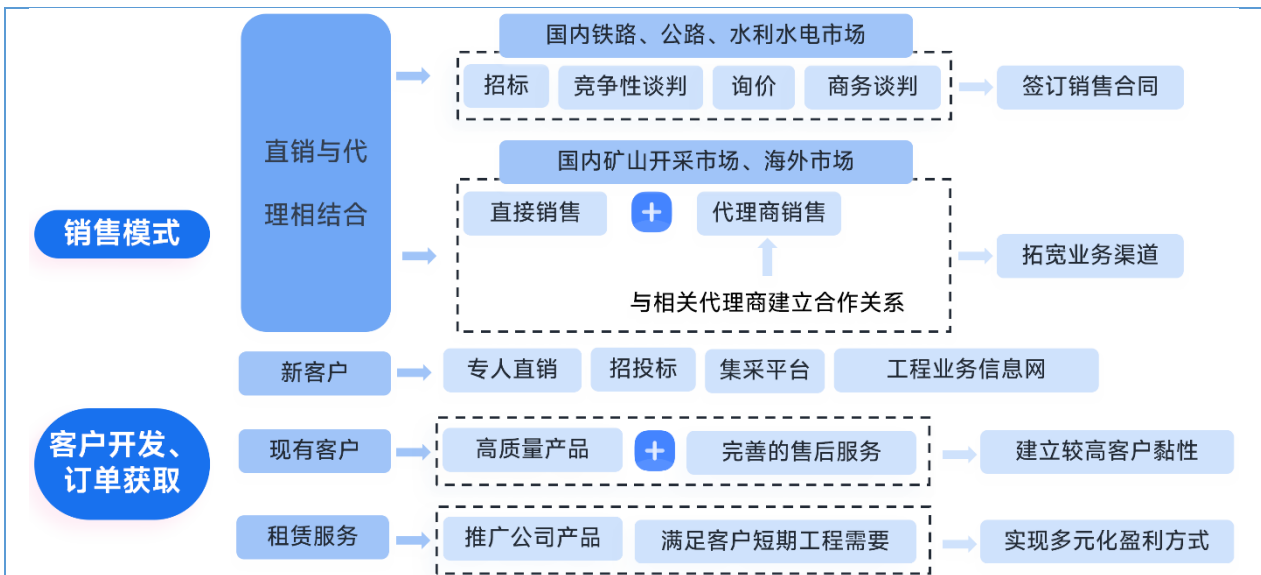 国内铁路、公路、水利水电市场
招标
竞争性谈判
询价
商务谈判
签订销售合同
直销与代
理相结合
国内矿山开采市场、海外市场
直接销售
+
代理商销售
与相关代理商建立合作关系
拓宽业务渠道
销售模式
新客户
专人直销
招投标
集采平台
工程业务信息网
客户开发、
订单获取
现有客户
高质量产品
+
完善的售后服务
建立较高客户黏性
租赁服务
推广公司产品
满足客户短期工程需要
实现多元化盈利方式